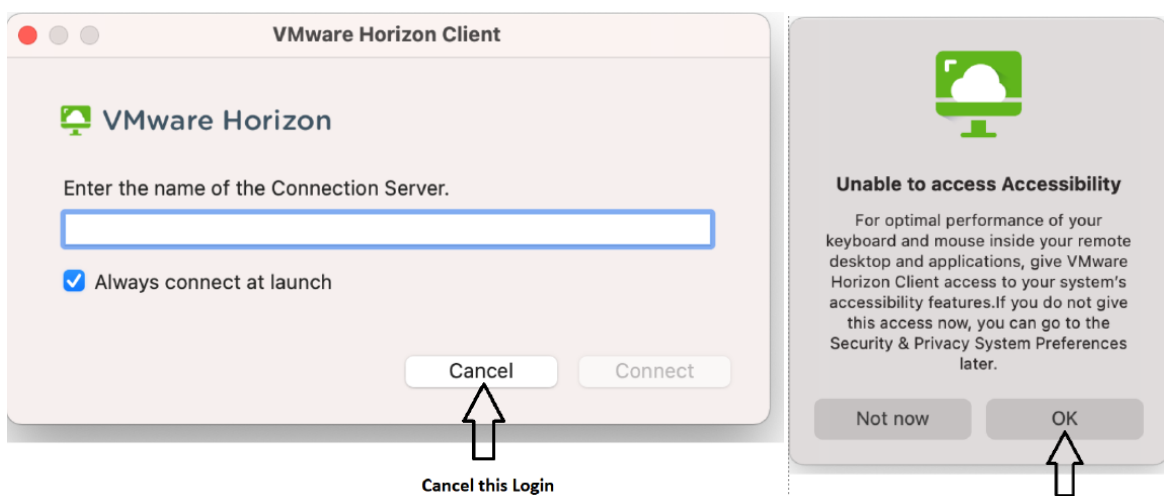 VMware Horizon Client
VMware Horizon
Enter the name of the Connection Server.
Always connect at launch
Cancel
Connect
Cancel this Login
Unable to access Accessibility
For optimal performance of your
keyboard and mouse inside your remote
desktop and applications, give VMware
Horizon Client access to your system's
accessibility features.If you do not give
this access now, you can go to the
Security & Privacy System Preferences
later.
Not now
OK